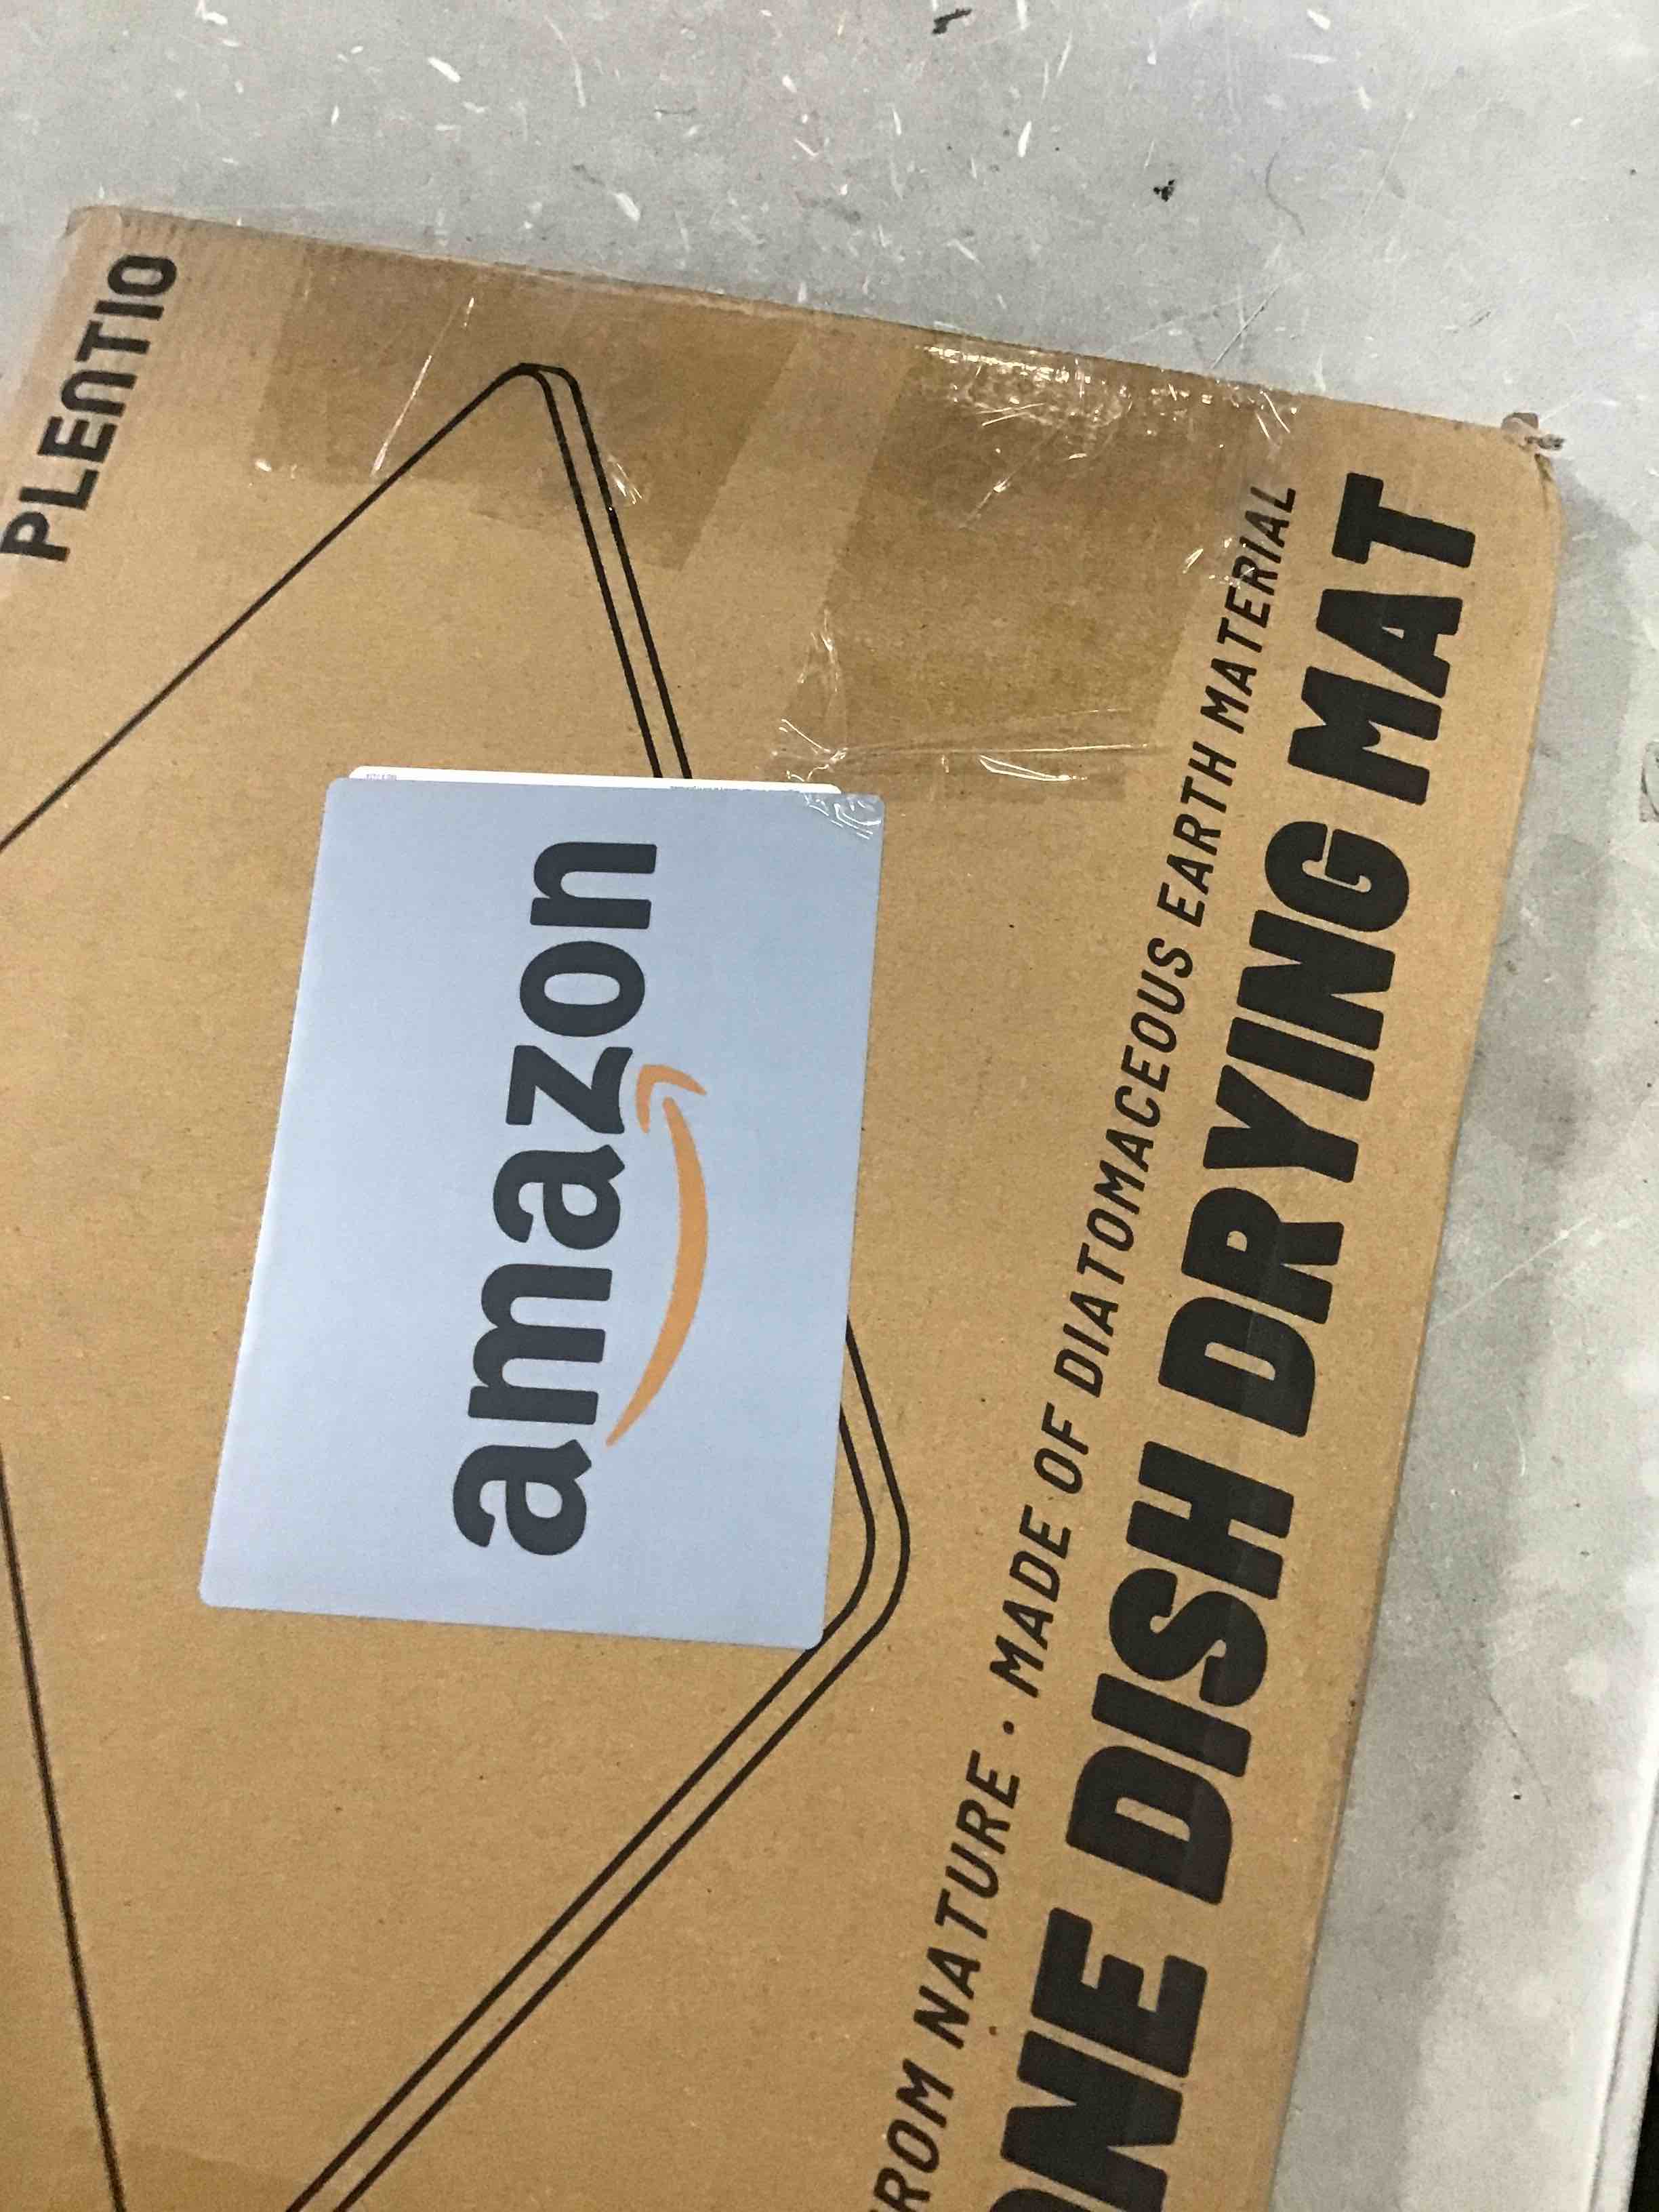 PLENTIO
amazon
FROM NATURE · MADE OF DIATOMACEOUS EARTH MATERIAL
ONE DISH DRYING MAT